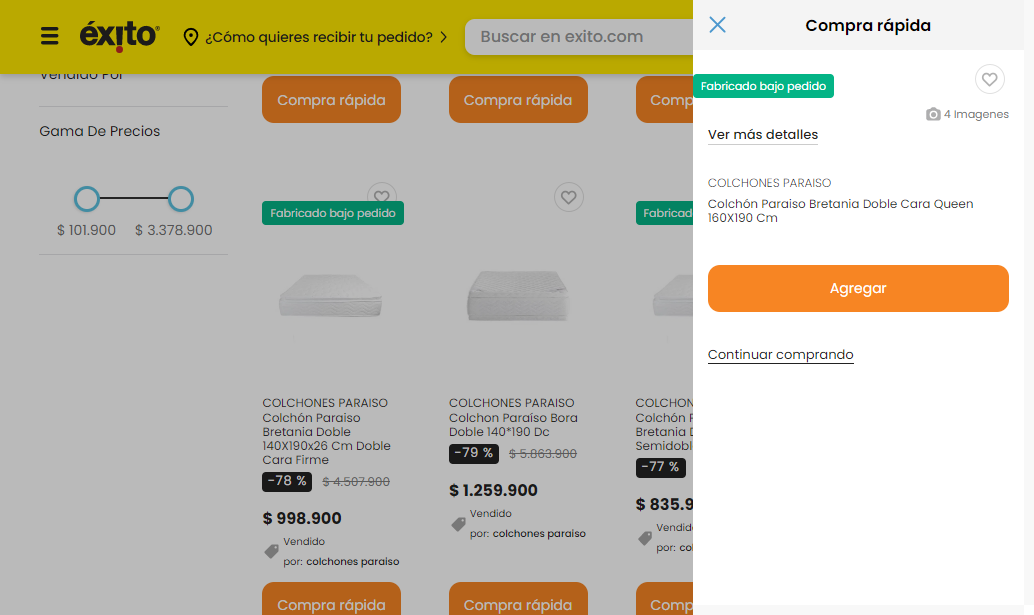 éxito
¿Cómo quieres recibir tu pedido?
Buscar en exito.com
Vendido Por
Gama De Precios
$ 101.900
$ 3.378.900
Compra rápida
Compra rápida
Comp
Fabricado bajo pedido
COLCHONES PARAISO
Colchón Paraiso
Bretania Doble
140X190x26 Cm Doble
Cara Firme
-78 %
$ 4.507.900
$ 998.900
Vendido
por: colchones paraiso
Compra rápida
COLCHONES PARAISO
Colchon Paraíso Bora
Doble 140*190 Dc
-79 %
$ 5.863.900
$ 1.259.900
Vendido
por: colchones paraiso
Compra rápida
Fabricad
COLCHON
Colchón P
Bretania D
Semidobl
-77 %
$ 835.9
Vendid
por: col
Comp
Compra rápida
Fabricado bajo pedido
4 Imagenes
Ver más detalles
COLCHONES PARAISO
Colchón Paraiso Bretania Doble Cara Queen
160X190 Cm
Agregar
Continuar comprando